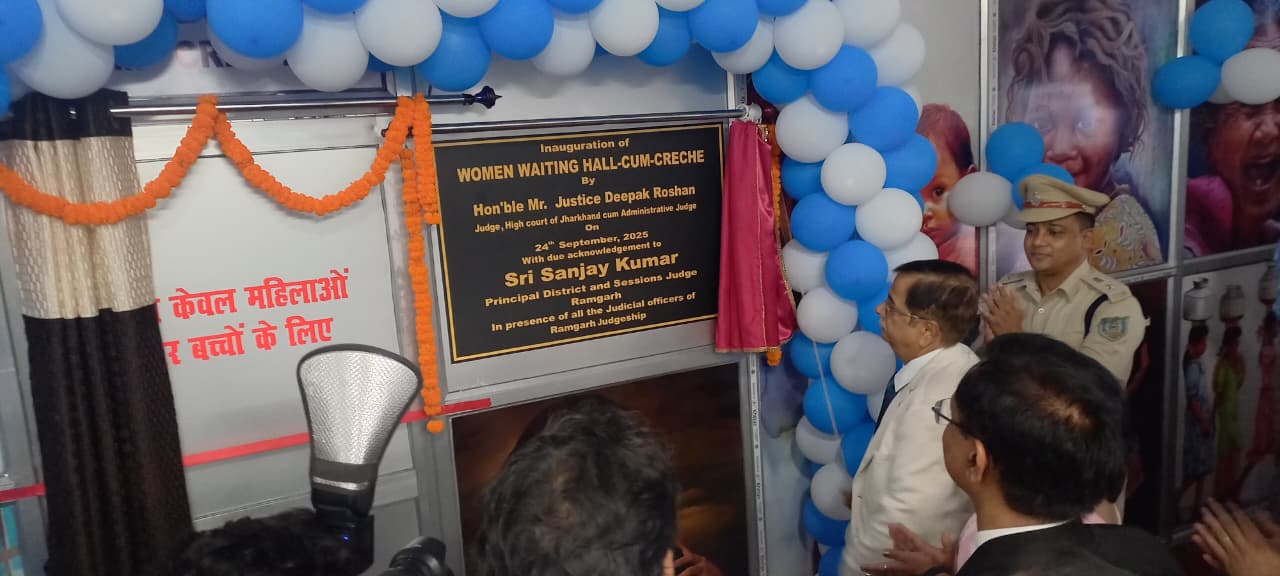 Inauguration of
WOMEN WAITING HALL-CUM-CRECHE
By
Hon'ble Mr. Justice Deepak Roshan
Judge, High court of Jharkhand cum Administrative Judge
On
24th September, 2025
With due acknowledgement to
Sri Sanjay Kumar
Principal District and Sessions Judge
Ramgarh
In presence of all the Judicial officers of
Ramgarh Judgeship
केवल महिलाओं
बच्चों के लिए